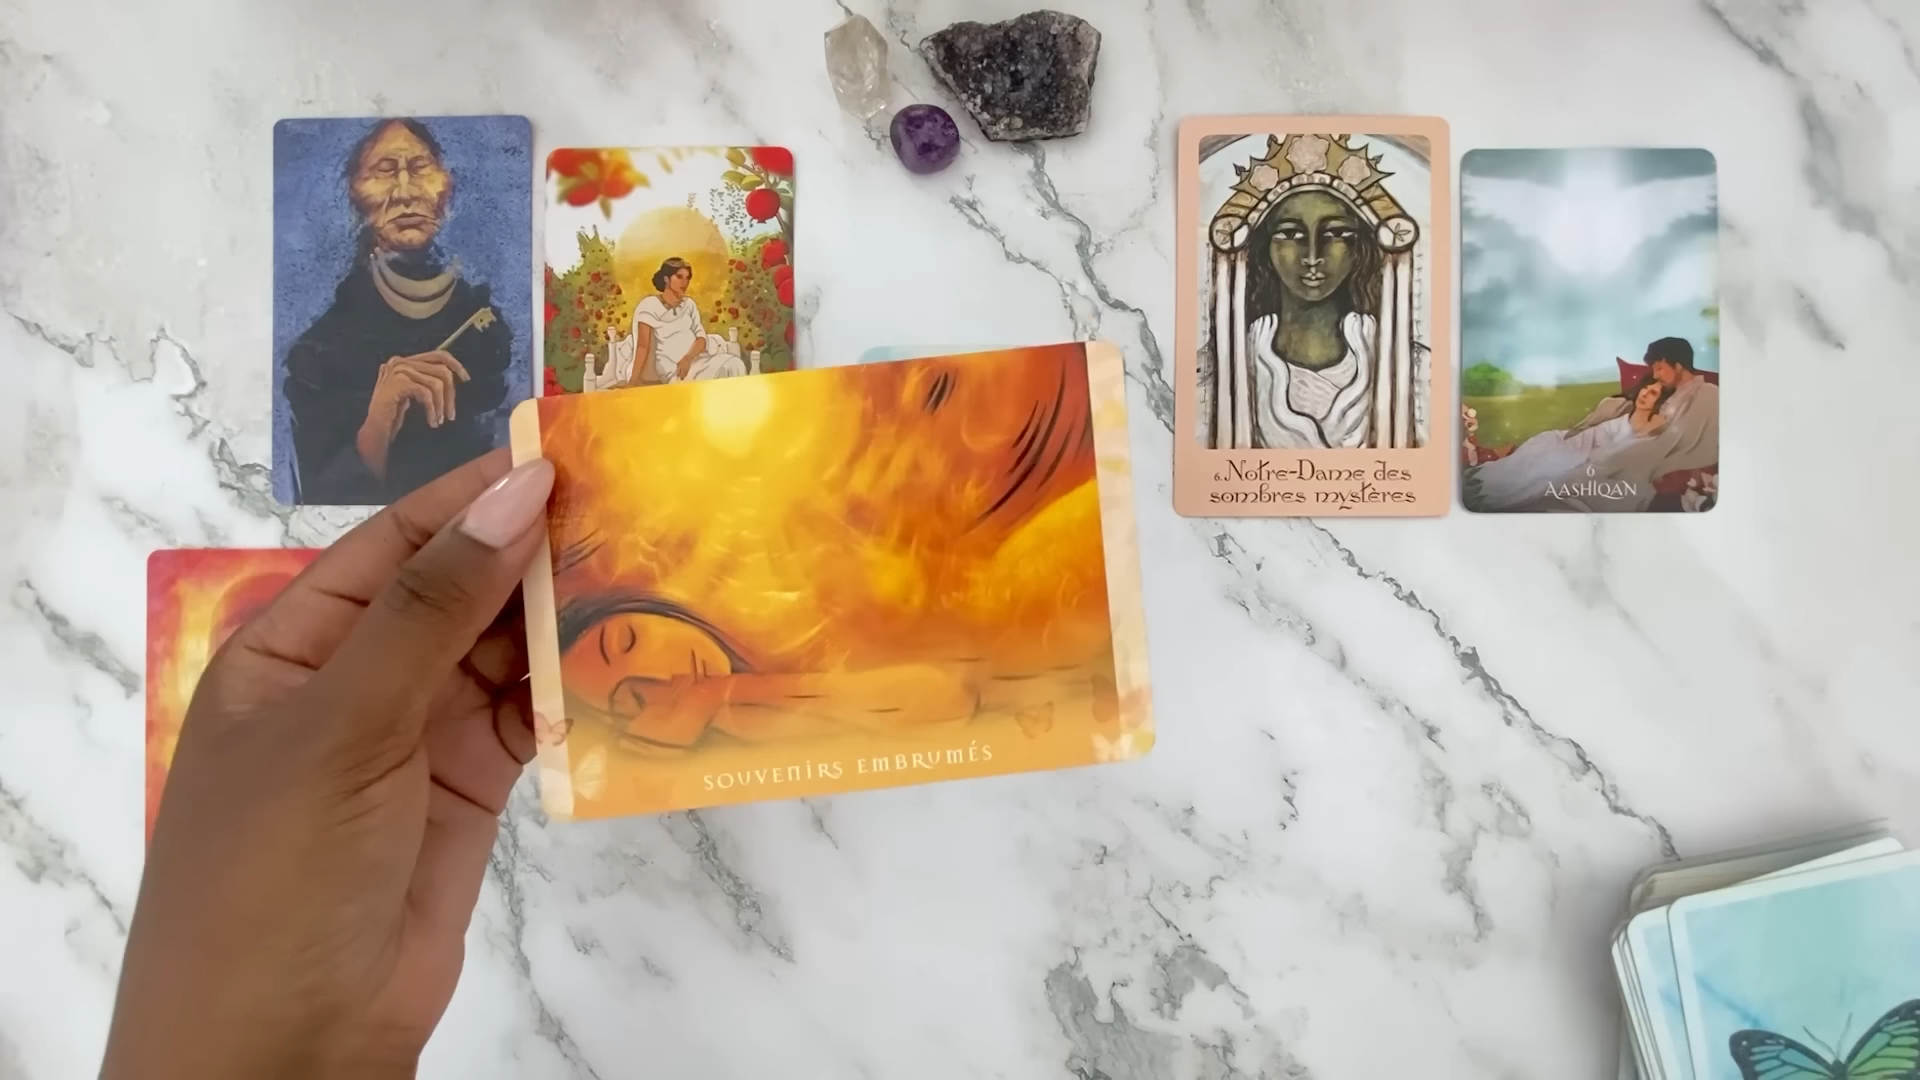 6. Notre-Dame des
sombres mystères
6
AASHIQAN
SOUVENIRS EMBRUMÉS